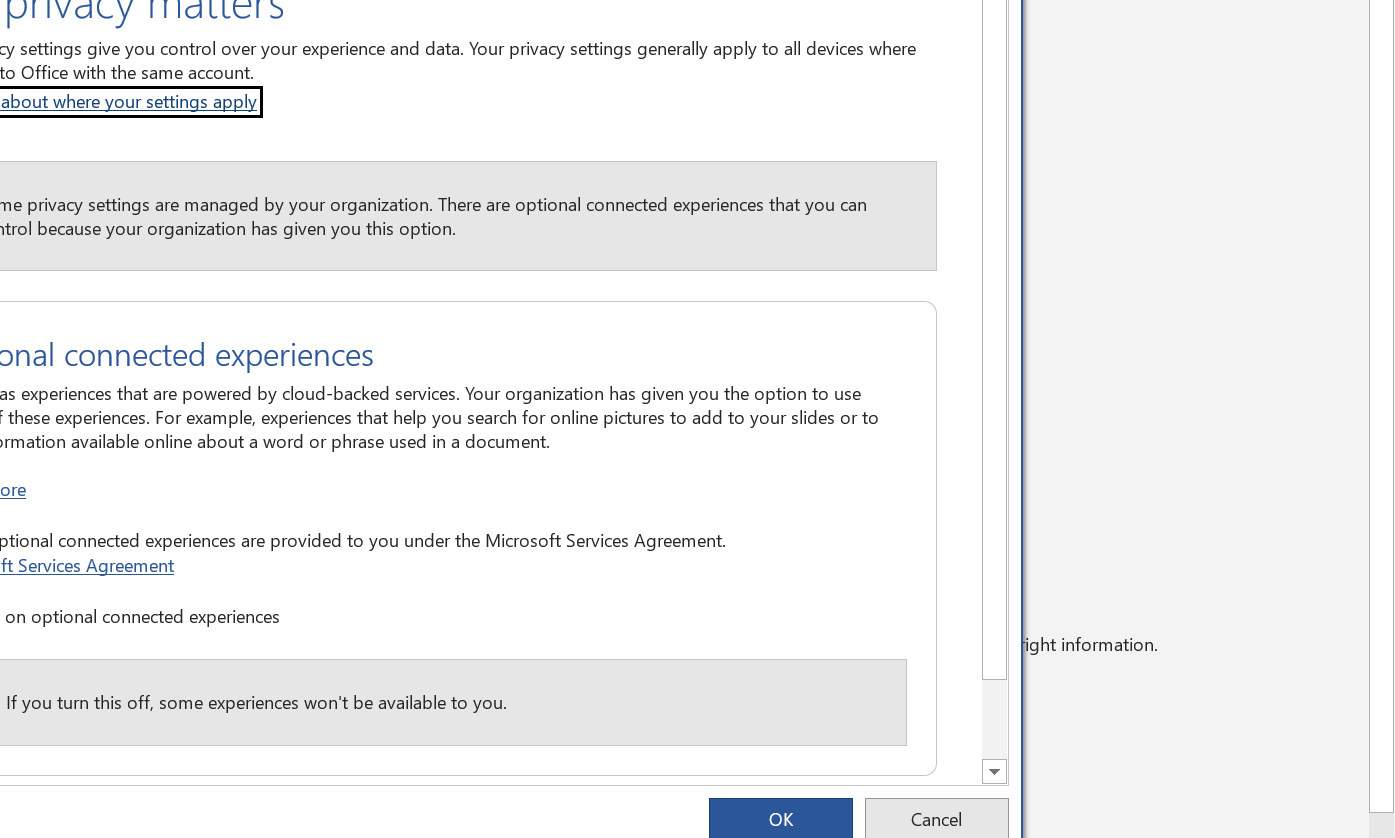 privacy matters
cy settings give you control over your experience and data. Your privacy settings generally apply to all devices where
to Office with the same account.
about where your settings apply
me privacy settings are managed by your organization. There are optional connected experiences that you can
ntrol because your organization has given you this option.
onal connected experiences
as experiences that are powered by cloud-backed services. Your organization has given you the option to use
f these experiences. For example, experiences that help you search for online pictures to add to your slides or to
ormation available online about a word or phrase used in a document.
ore
ptional connected experiences are provided to you under the Microsoft Services Agreement.
ft Services Agreement
on optional connected experiences
right information.
If you turn this off, some experiences won't be available to you.
OK
Cancel